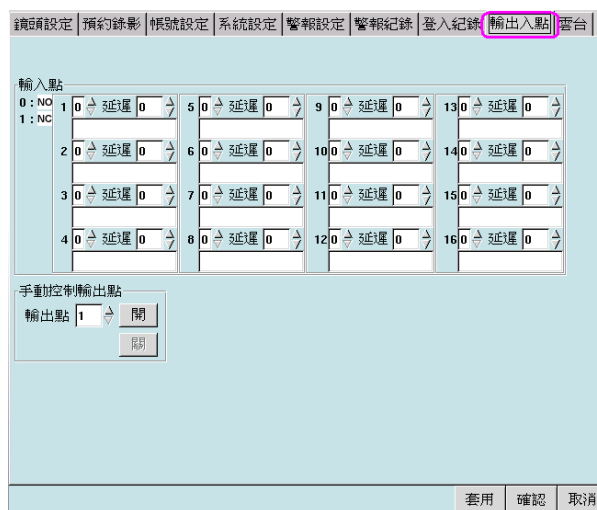 鏡頭設定 預約錄影 帳號設定 系統設定 警報設定 警報紀錄 登入紀錄 輸出入點 雲台
輸入點
0 : NO
1 : NC
1 0 延遲 0 5 0 延遲 0 9 0 延遲 0 13 0 延遲 0
2 0 延遲 0 6 0 延遲 0 10 0 延遲 0 14 0 延遲 0
3 0 延遲 0 7 0 延遲 0 11 0 延遲 0 15 0 延遲 0
4 0 延遲 0 8 0 延遲 0 12 0 延遲 0 16 0 延遲 0
手動控制輸出點
輸出點 1 開
關
套用 確認 取消